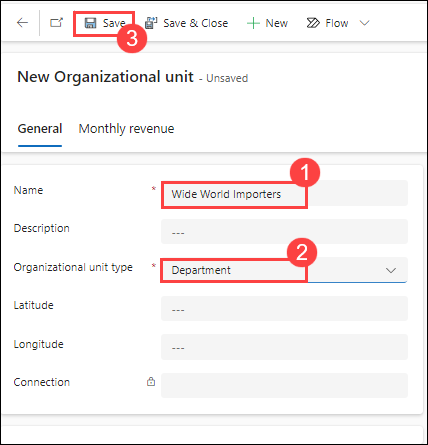 Save Save & Close New Flow
3
New Organizational unit - Unsaved
General Monthly revenue
1
Name * Wide World Importers
Description ---
2
Organizational unit type * Department
Latitude ---
Longitude ---
Connection